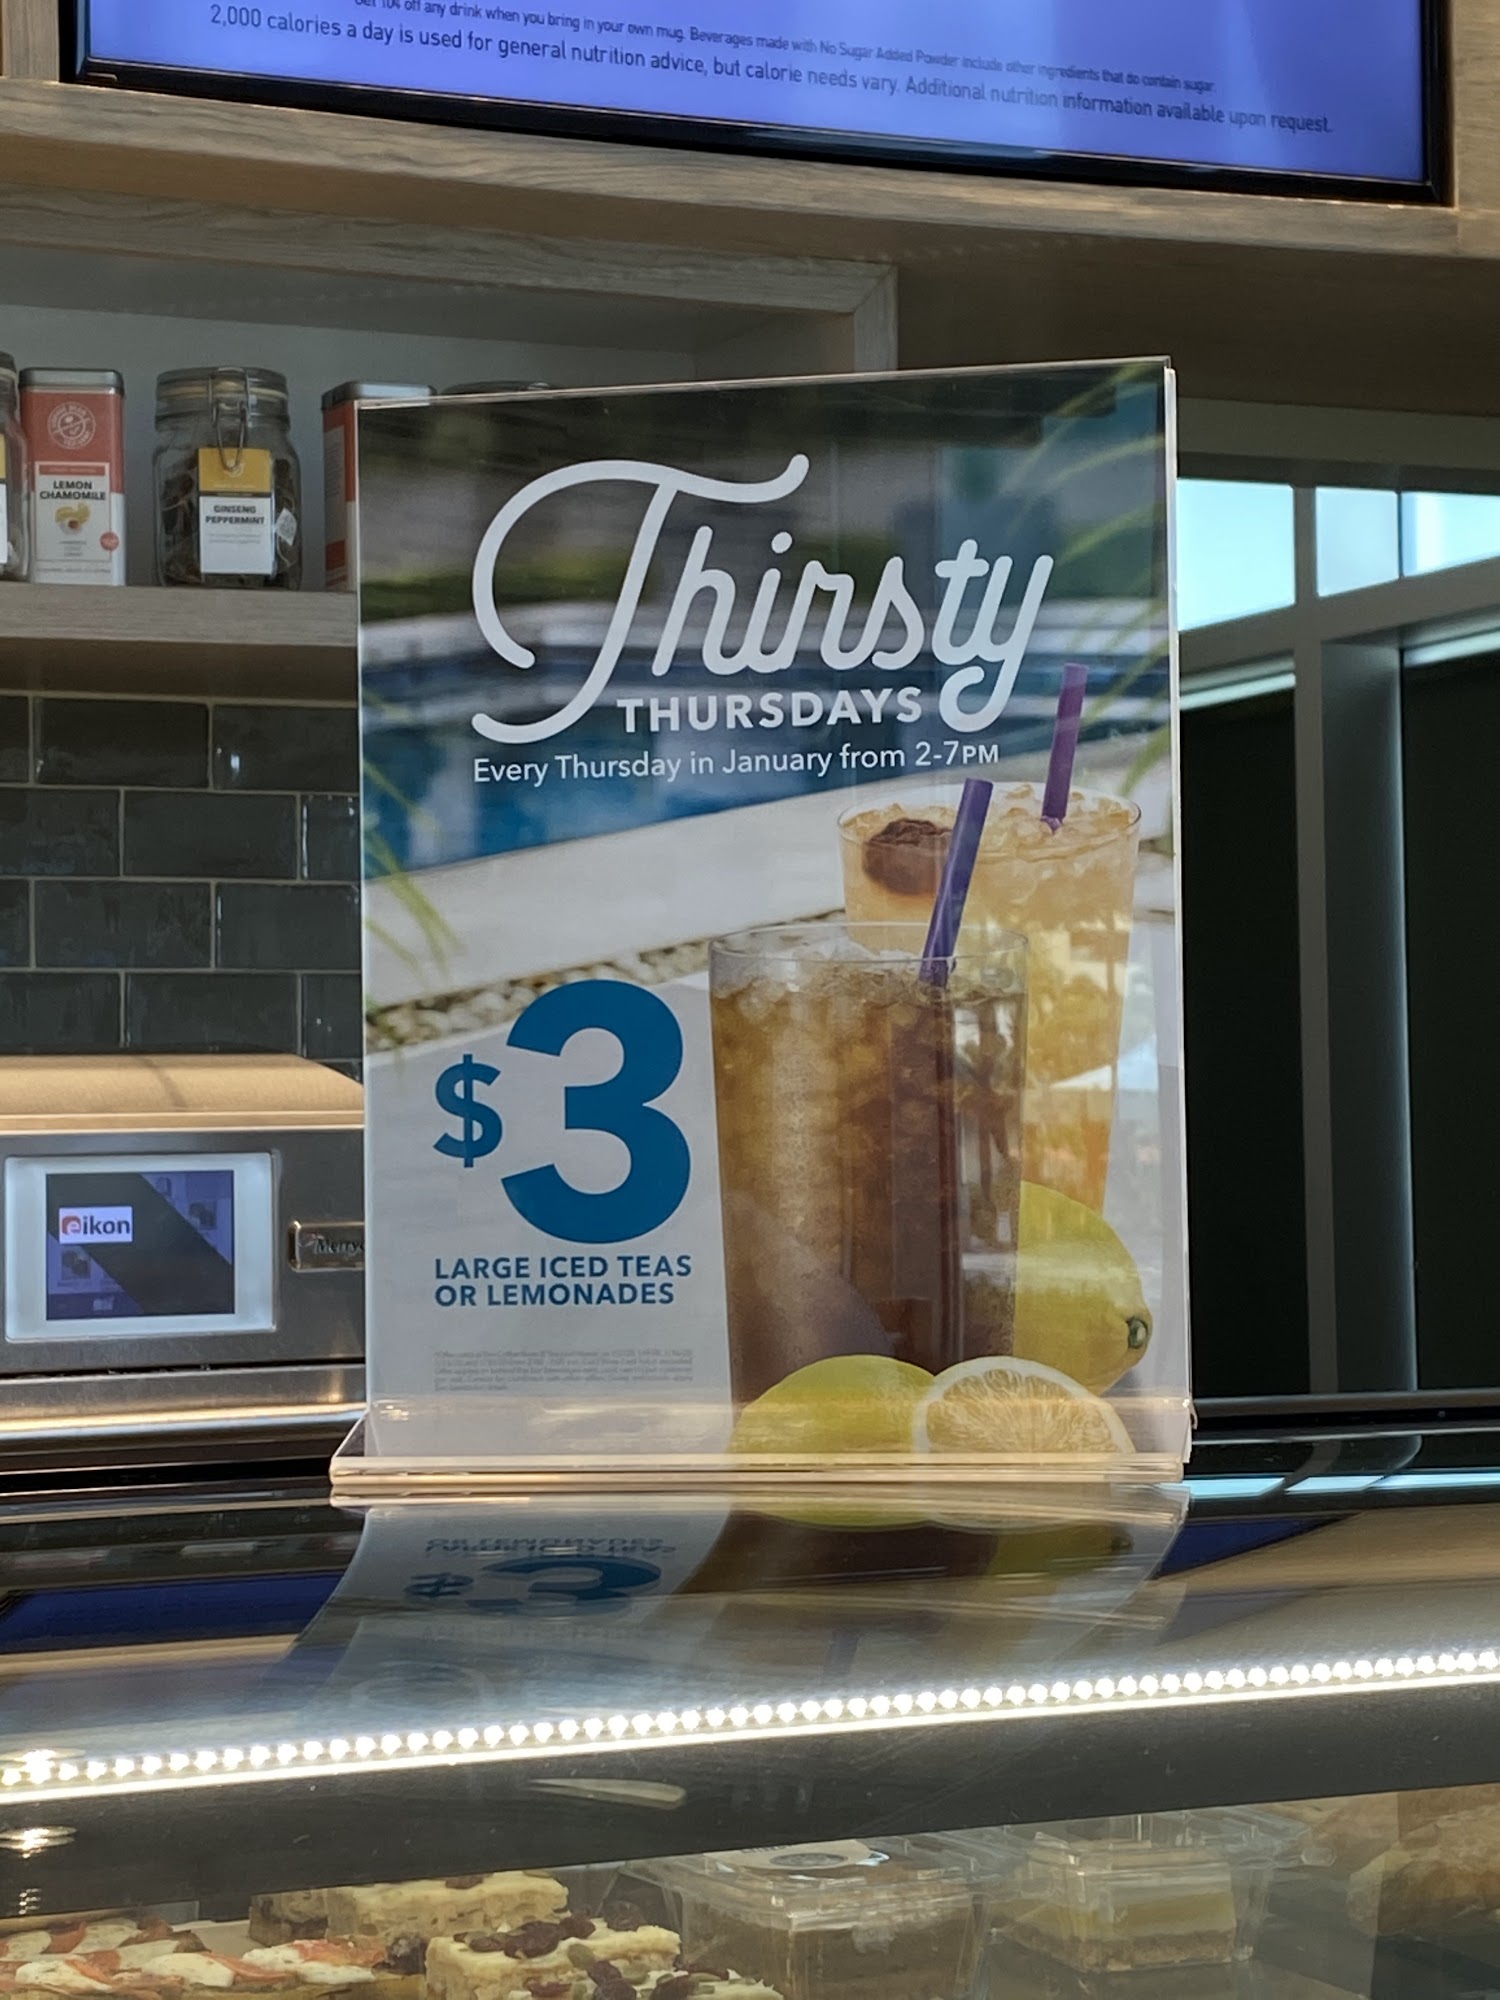 10% off any drink when you bring in your own mug. Beverages made with No Sugar Added Powder include other ingredients that do contain sugar.
2,000 calories a day is used for general nutrition advice, but calorie needs vary. Additional nutrition information available upon request.
LEMON
CHAMOMILE
GINSENG
PEPPERMINT
Thirsty
THURSDAYS
Every Thursday in January from 2-7PM
$3
LARGE ICED TEAS
OR LEMONADES
eikon